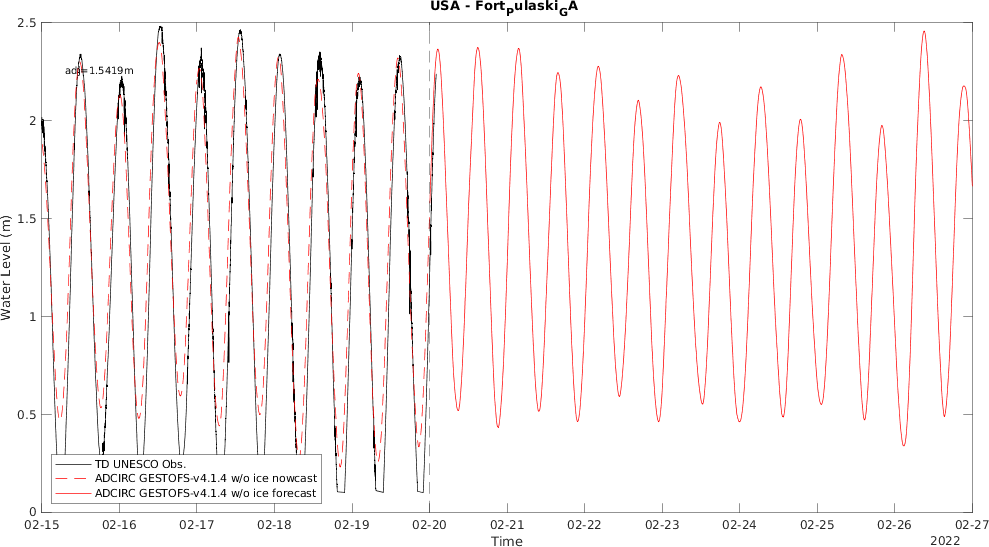 USA - Fort_Pulaski_GA
adj=1.5419m
Water Level (m)
2.5
2
1.5
1
0.5
0
TD UNESCO Obs.
ADCIRC GESTOFS-v4.1.4 w/o ice nowcast
ADCIRC GESTOFS-v4.1.4 w/o ice forecast
02-15 02-16 02-17 02-18 02-19 02-20 02-21 02-22 02-23 02-24 02-25 02-26 02-27
Time
2022